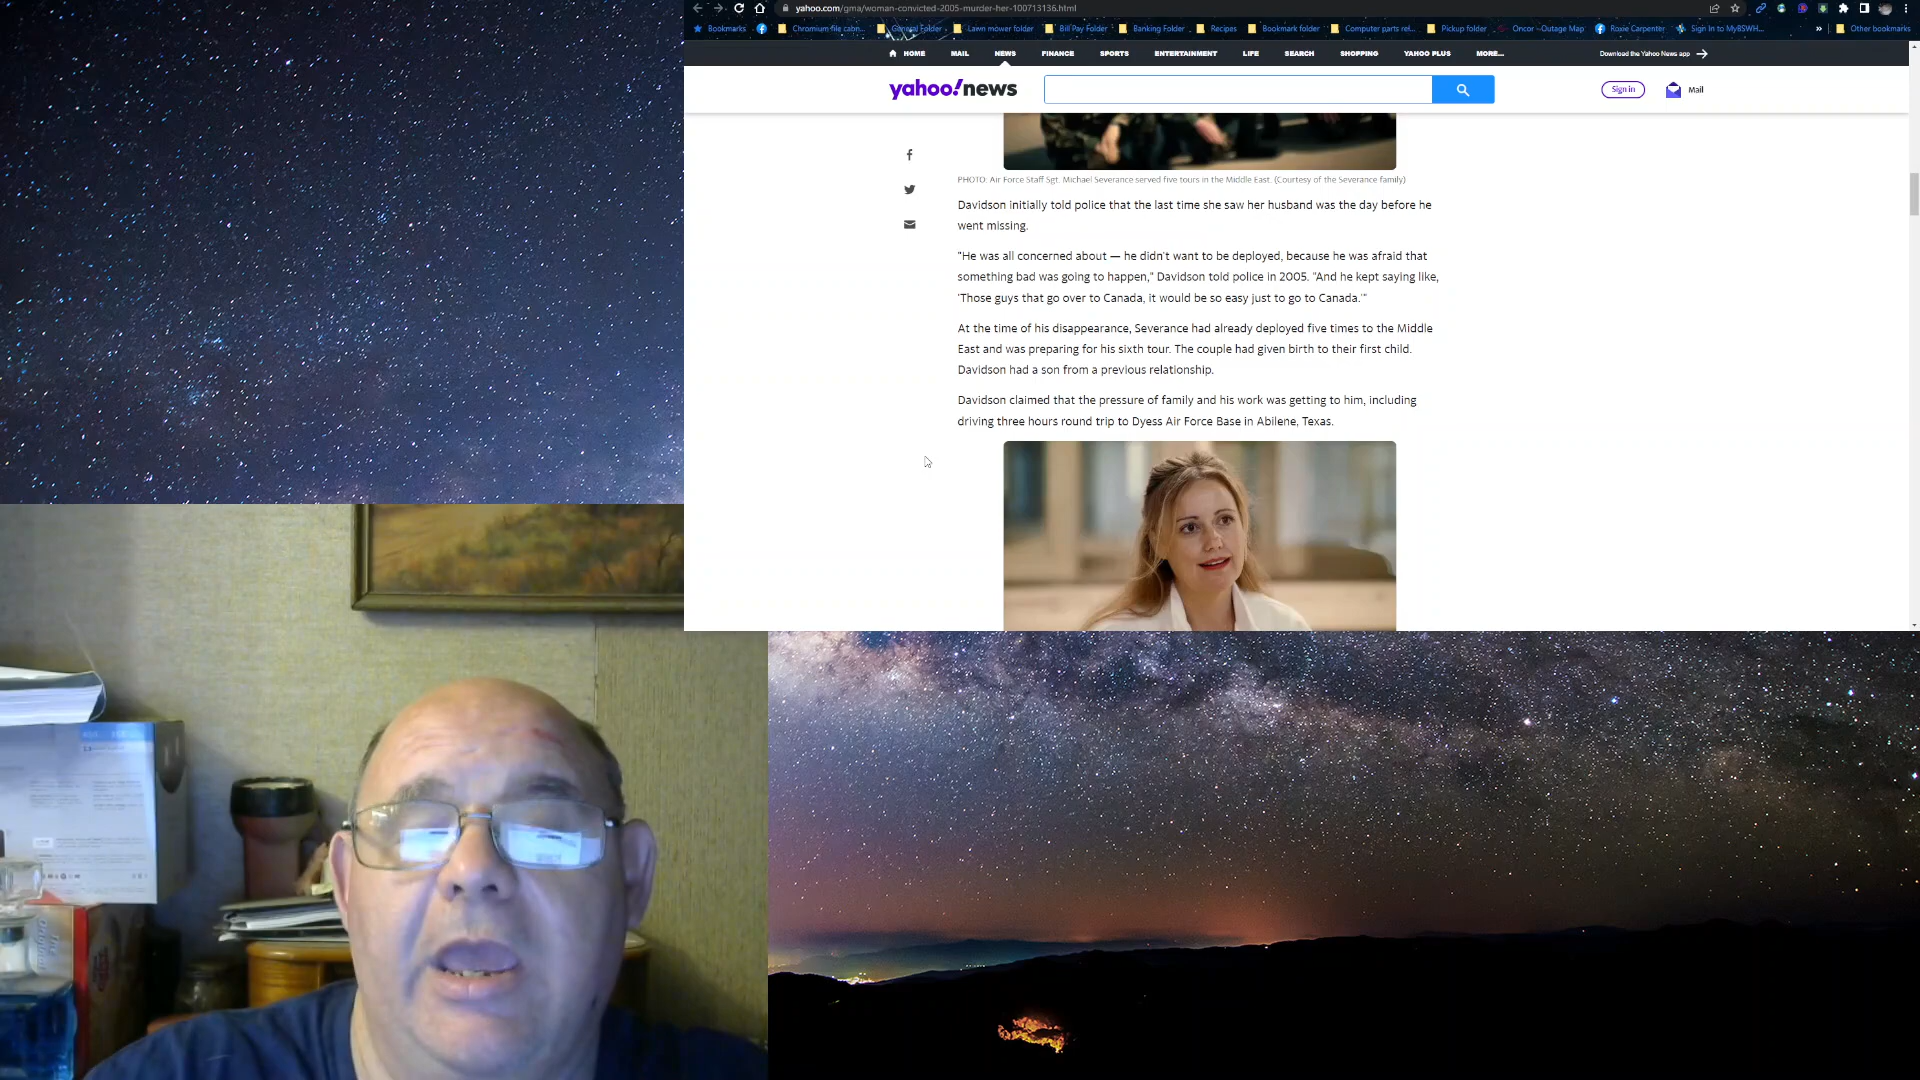 yahoo.com/gma/woman-convicted-2005-murder-her-100713136.html
Bookmarks Chromium file cabn... General Folder Lawn mower folder Bill Pay Folder Banking Folder Recipes Bookmark folder Computer parts rel... Pickup folder Oncor - Outage Map Roxie Carpenter Sign In to MyBSWH... » Other bookmarks
HOME MAIL NEWS FINANCE SPORTS ENTERTAINMENT LIFE SEARCH SHOPPING YAHOO PLUS MORE... Download the Yahoo News app
yahoo!news Sign in Mail
PHOTO: Air Force Staff Sgt. Michael Severance served five tours in the Middle East. (Courtesy of the Severance family)
Davidson initially told police that the last time she saw her husband was the day before he
went missing.
"He was all concerned about — he didn't want to be deployed, because he was afraid that
something bad was going to happen," Davidson told police in 2005. "And he kept saying like,
'Those guys that go over to Canada, it would be so easy just to go to Canada.'"
At the time of his disappearance, Severance had already deployed five times to the Middle
East and was preparing for his sixth tour. The couple had given birth to their first child.
Davidson had a son from a previous relationship.
Davidson claimed that the pressure of family and his work was getting to him, including
driving three hours round trip to Dyess Air Force Base in Abilene, Texas.